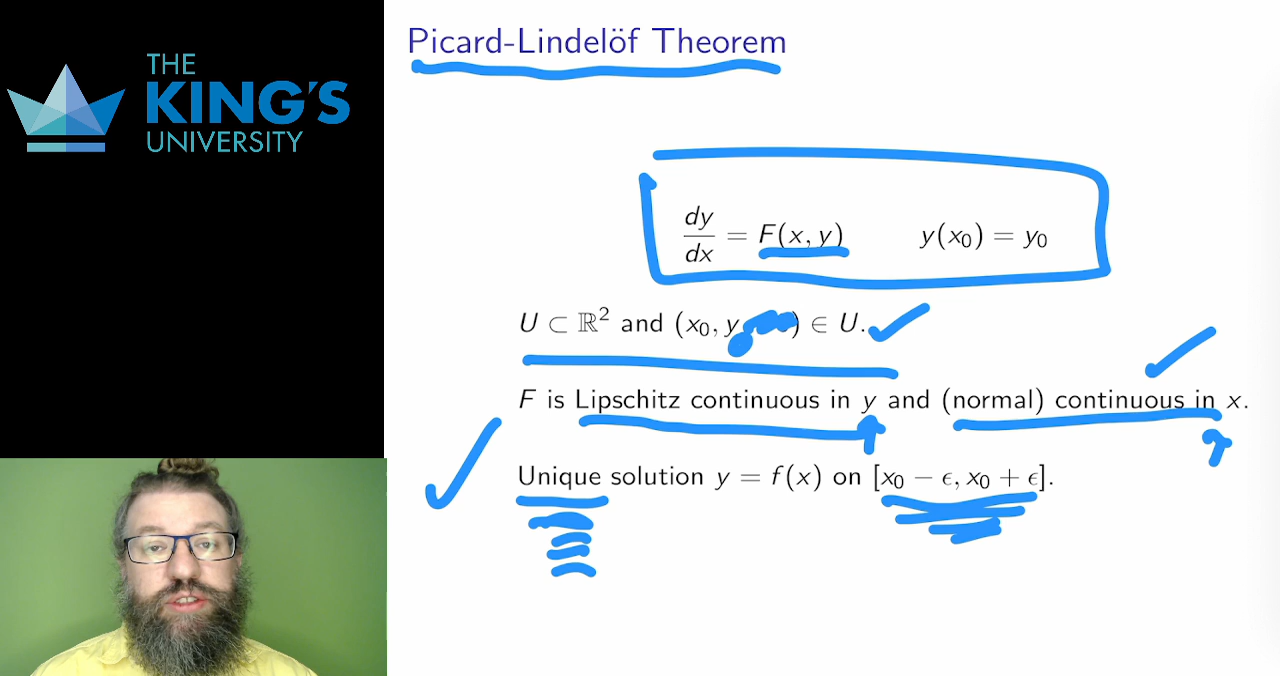 THE
KING'S
UNIVERSITY
Picard-Lindelöf Theorem
dy/dx = F(x, y) y(x₀) = y₀
U ⊂ ℝ² and (x₀, y ) ∈ U.
F is Lipschitz continuous in y and (normal) continuous in x.
Unique solution y = f(x) on [x₀ − ϵ, x₀ + ϵ].